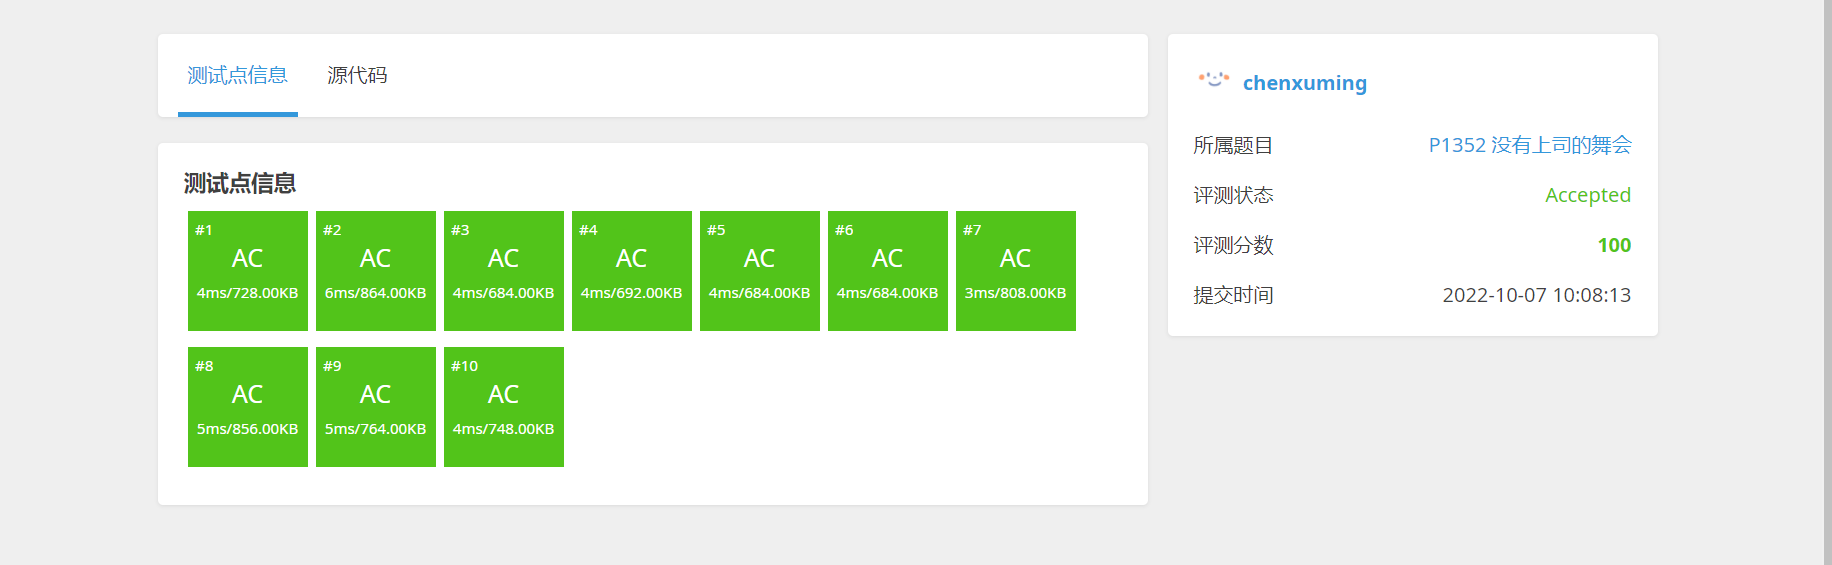 测试点信息 源代码
测试点信息
#1 #2 #3 #4 #5 #6 #7
AC AC AC AC AC AC AC
4ms/728.00KB 6ms/864.00KB 4ms/684.00KB 4ms/692.00KB 4ms/684.00KB 4ms/684.00KB 3ms/808.00KB
#8 #9 #10
AC AC AC
5ms/856.00KB 5ms/764.00KB 4ms/748.00KB
chenxuming
所属题目 P1352 没有上司的舞会
评测状态 Accepted
评测分数 100
提交时间 2022-10-07 10:08:13